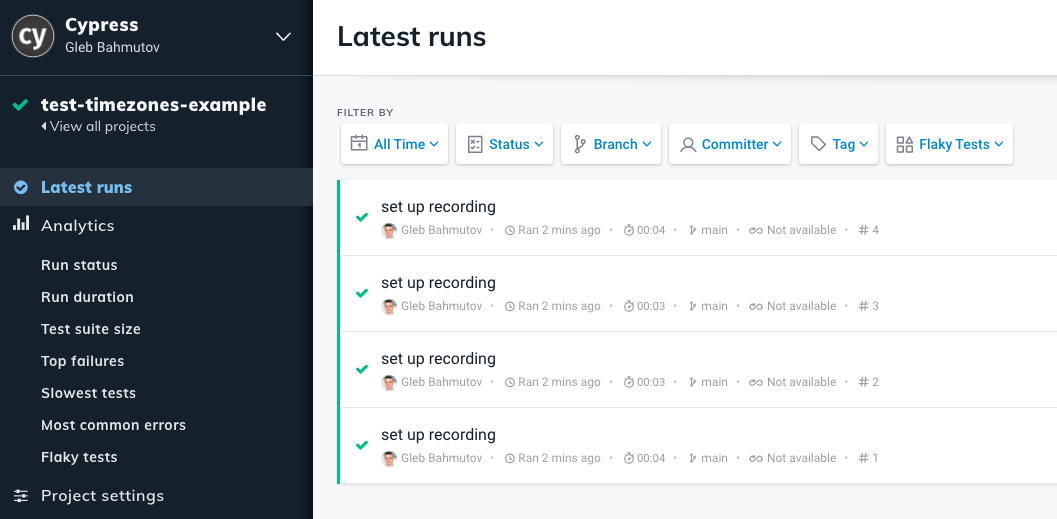 cy
Cypress
Gleb Bahmutov
test-timezones-example
View all projects
Latest runs
Analytics
Run status
Run duration
Test suite size
Top failures
Slowest tests
Most common errors
Flaky tests
Project settings
Latest runs
FILTER BY
All Time Status Branch Committer Tag Flaky Tests
set up recording
Gleb Bahmutov • Ran 2 mins ago • 00:04 • main • Not available • # 4
set up recording
Gleb Bahmutov • Ran 2 mins ago • 00:03 • main • Not available • # 3
set up recording
Gleb Bahmutov • Ran 2 mins ago • 00:03 • main • Not available • # 2
set up recording
Gleb Bahmutov • Ran 2 mins ago • 00:04 • main • Not available • # 1